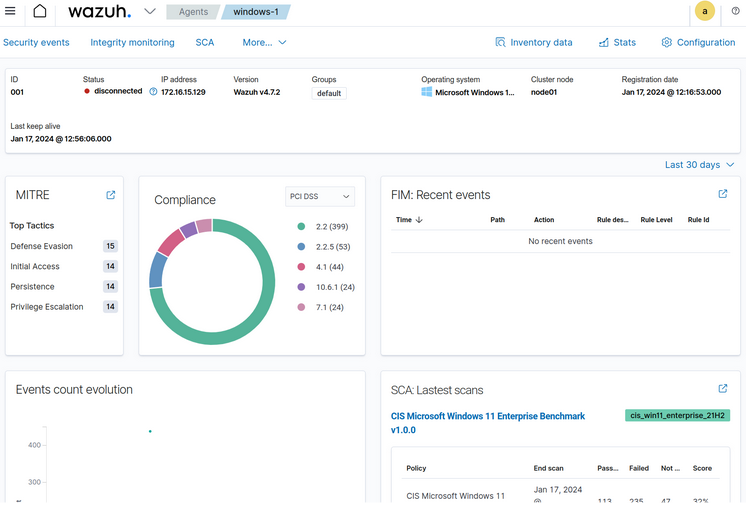 wazuh. Agents windows-1 a
Security events Integrity monitoring SCA More... Inventory data Stats Configuration
ID Status IP address Version Groups Operating system Cluster node Registration date
001 disconnected 172.16.15.129 Wazuh v4.7.2 default Microsoft Windows 1... node01 Jan 17, 2024 @ 12:16:53.000
Last keep alive
Jan 17, 2024 @ 12:56:06.000
Last 30 days
MITRE
Top Tactics
Defense Evasion 15
Initial Access 14
Persistence 14
Privilege Escalation 14
Compliance
PCI DSS
2.2 (399)
2.2.5 (53)
4.1 (44)
10.6.1 (24)
7.1 (24)
FIM: Recent events
Time Path Action Rule des... Rule Level Rule Id
No recent events
Events count evolution
400
300
SCA: Lastest scans
CIS Microsoft Windows 11 Enterprise Benchmark
v1.0.0
cis_win11_enterprise_21H2
Policy End scan Pass... Failed Not ... Score
CIS Microsoft Windows 11
Jan 17, 2024
@
113 235 47 32%